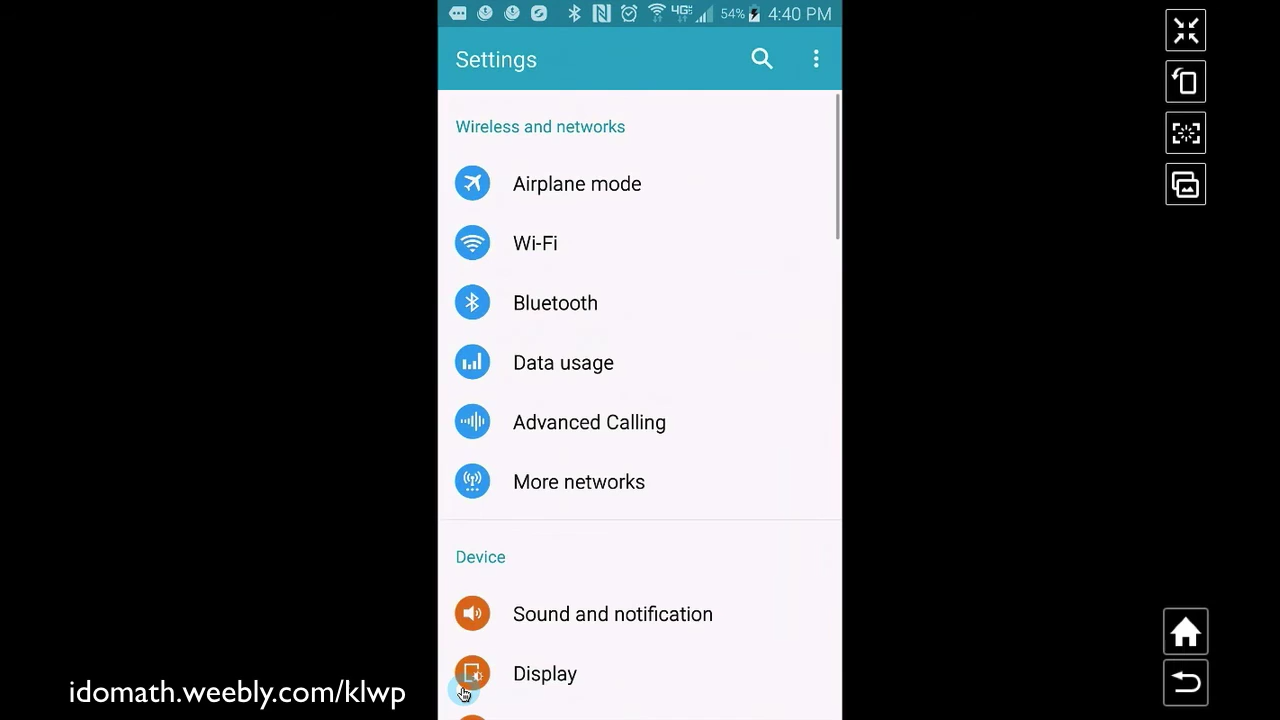 4G 54% 4:40 PM
Settings
Wireless and networks
Airplane mode
Wi-Fi
Bluetooth
Data usage
Advanced Calling
More networks
Device
Sound and notification
Display
idomath.weebly.com/klwp